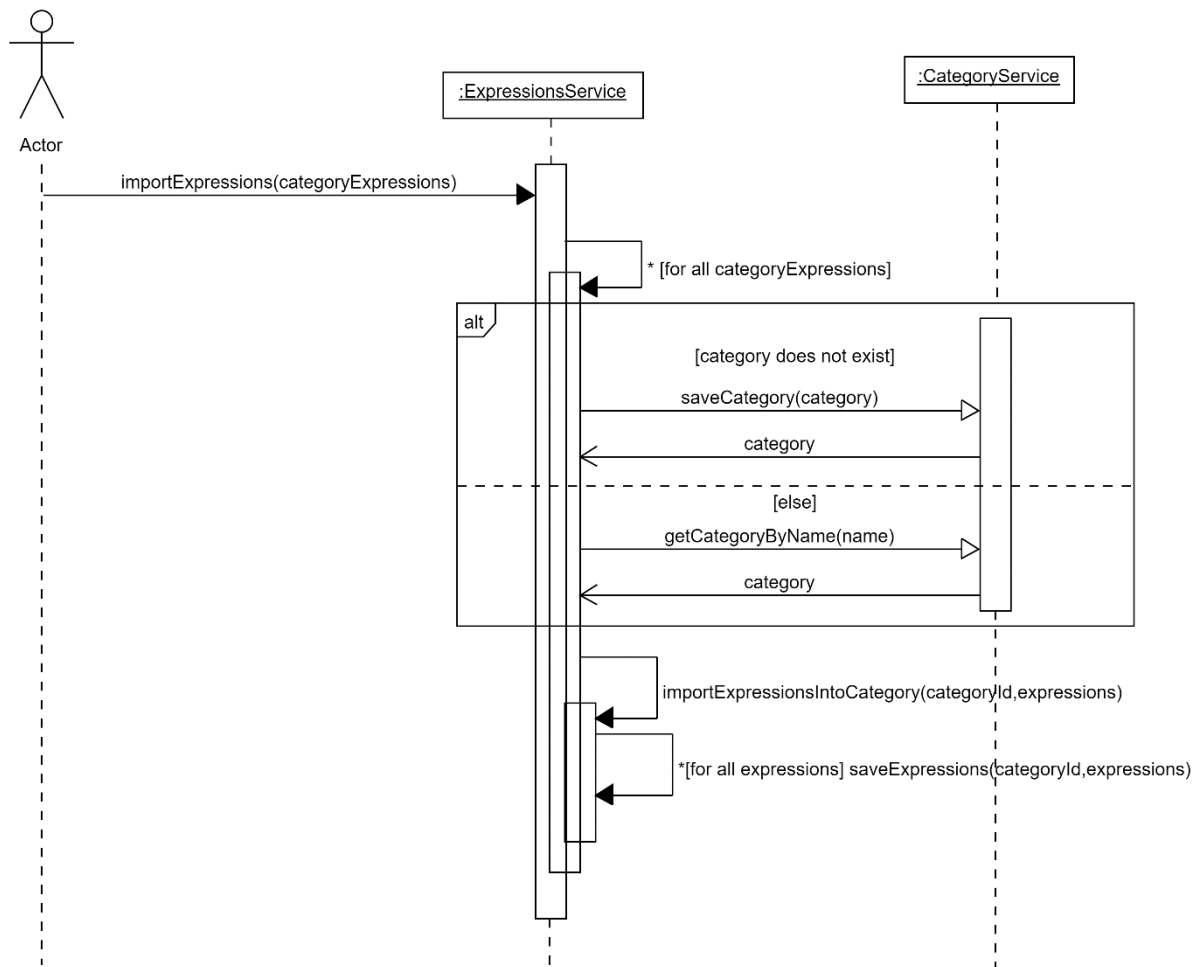 :CategoryService
:ExpressionsService
Actor
importExpressions(categoryExpressions)
* [for all categoryExpressions]
alt
[category does not exist]
saveCategory(category)
category
[else]
getCategoryByName(name)
category
importExpressionsIntoCategory(categoryId,expressions)
*[for all expressions] saveExpressions(categoryId,expressions)